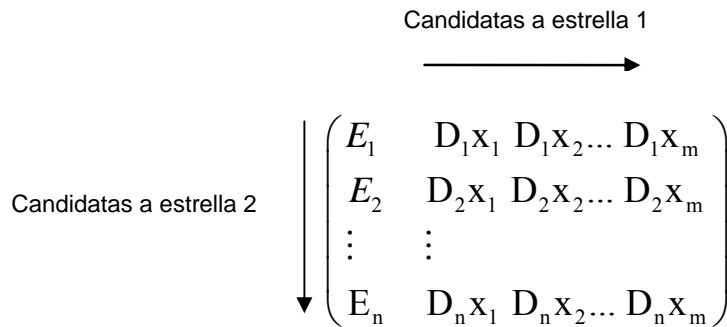 Candidatas a estrella 1
E₁ D₁x₁ D₁x₂... D₁xₘ
E₂ D₂x₁ D₂x₂... D₂xₘ
Candidatas a estrella 2
⋮ ⋮
Eₙ Dₙx₁ Dₙx₂... Dₙxₘ